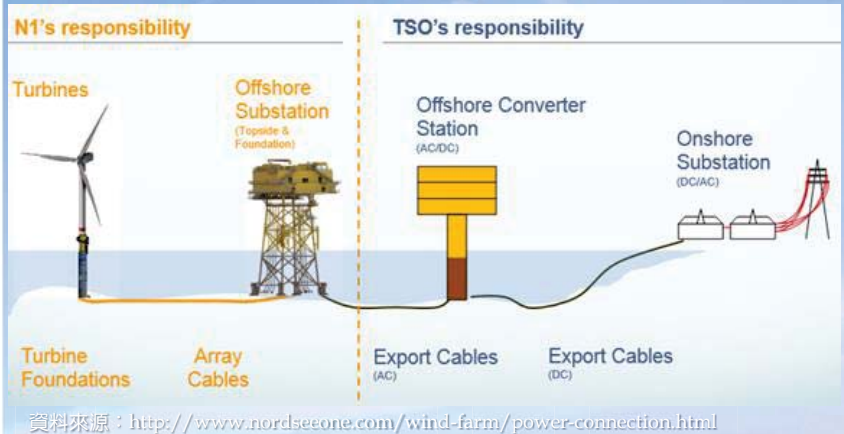 N1's responsibility
TSO's responsibility
Turbines
Offshore
Substation
(Topside &
Foundation)
Offshore Converter
Station
(AC/DC)
Onshore
Substation
(DC/AC)
Turbine
Foundations
Array
Cables
Export Cables
(AC)
Export Cables
(DC)
資料來源：http://www.nordseeone.com/wind-farm/power-connection.html